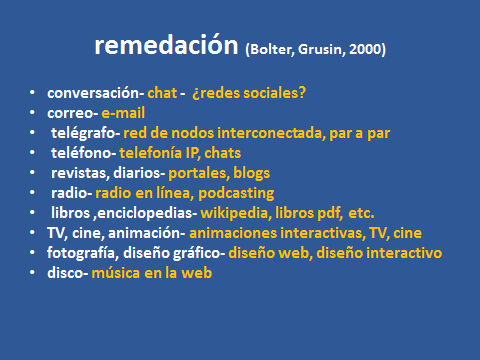 remedación (Bolter, Grusin, 2000)
• conversación- chat - ¿redes sociales?
• correo- e-mail
• telégrafo- red de nodos interconectada, par a par
• teléfono- telefonía IP, chats
• revistas, diarios- portales, blogs
• radio- radio en línea, podcasting
• libros ,enciclopedias- wikipedia, libros pdf, etc.
• TV, cine, animación- animaciones interactivas, TV, cine
• fotografía, diseño gráfico- diseño web, diseño interactivo
• disco- música en la web